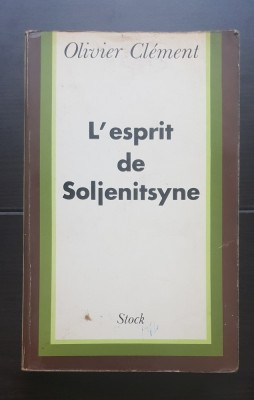 Olivier Clément
L'esprit
de
Soljenitsyne
Stock